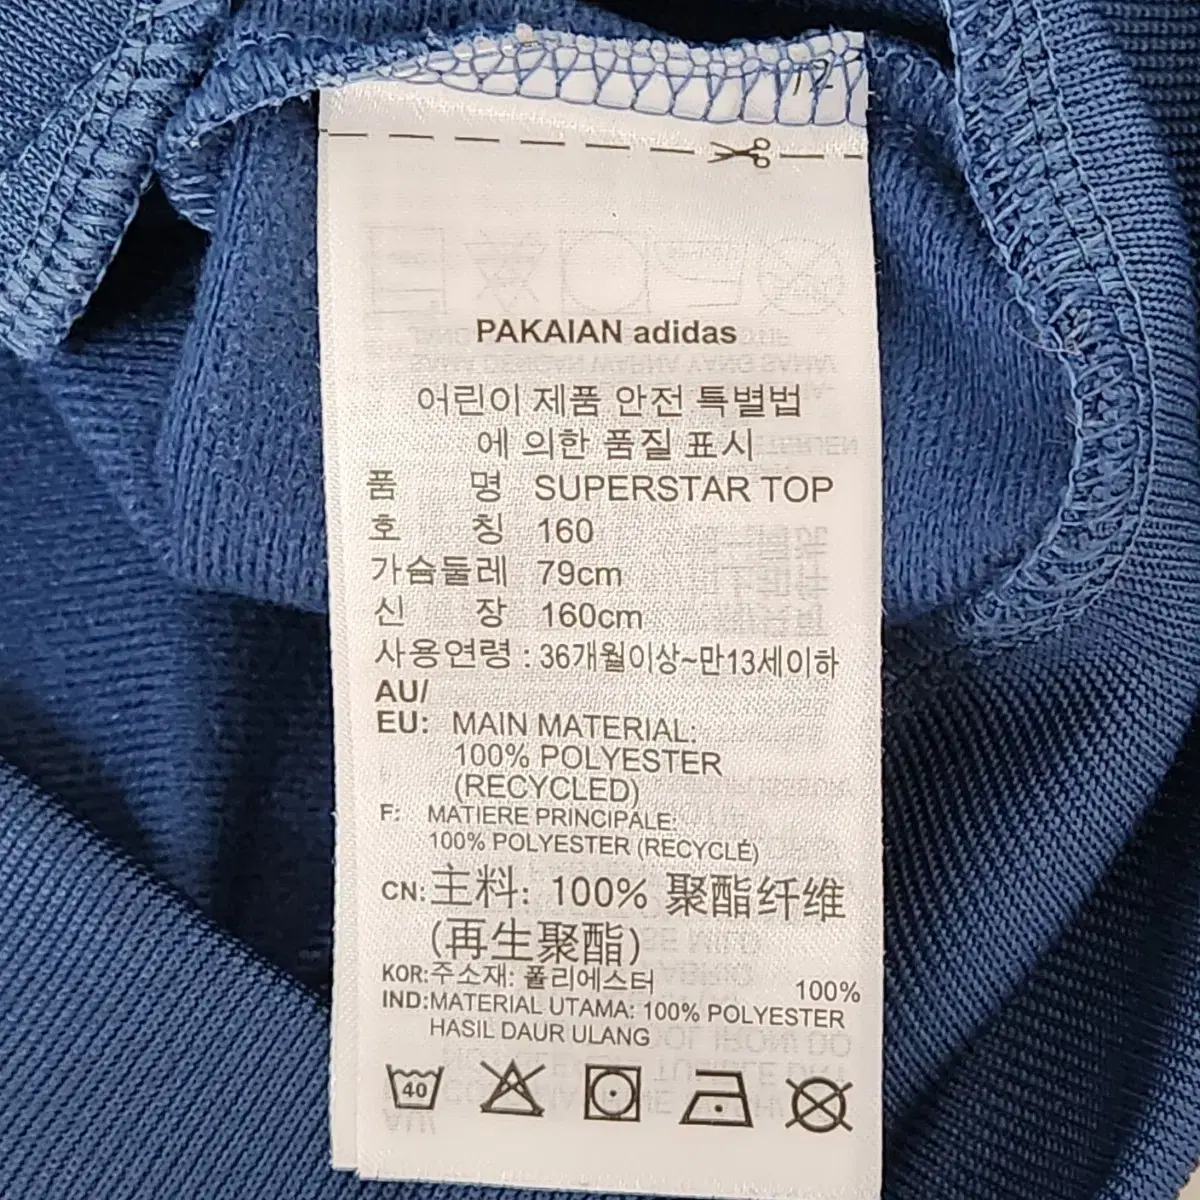 12
PAKAIAN adidas
어린이 제품 안전 특별법
에 의한 품질 표시
품 명 SUPERSTAR TOP
호 칭 160
가슴둘레 79cm
신 장 160cm
사용연령 : 36개월이상~만13세이하
AU/
EU: MAIN MATERIAL:
100% POLYESTER
(RECYCLED)
F: MATIERE PRINCIPALE:
100% POLYESTER (RECYCLÉ)
CN: 主料: 100% 聚酯纤维
(再生聚酯)
KOR:주소재: 폴리에스터 100%
IND:MATERIAL UTAMA: 100% POLYESTER
HASIL DAUR ULANG
40